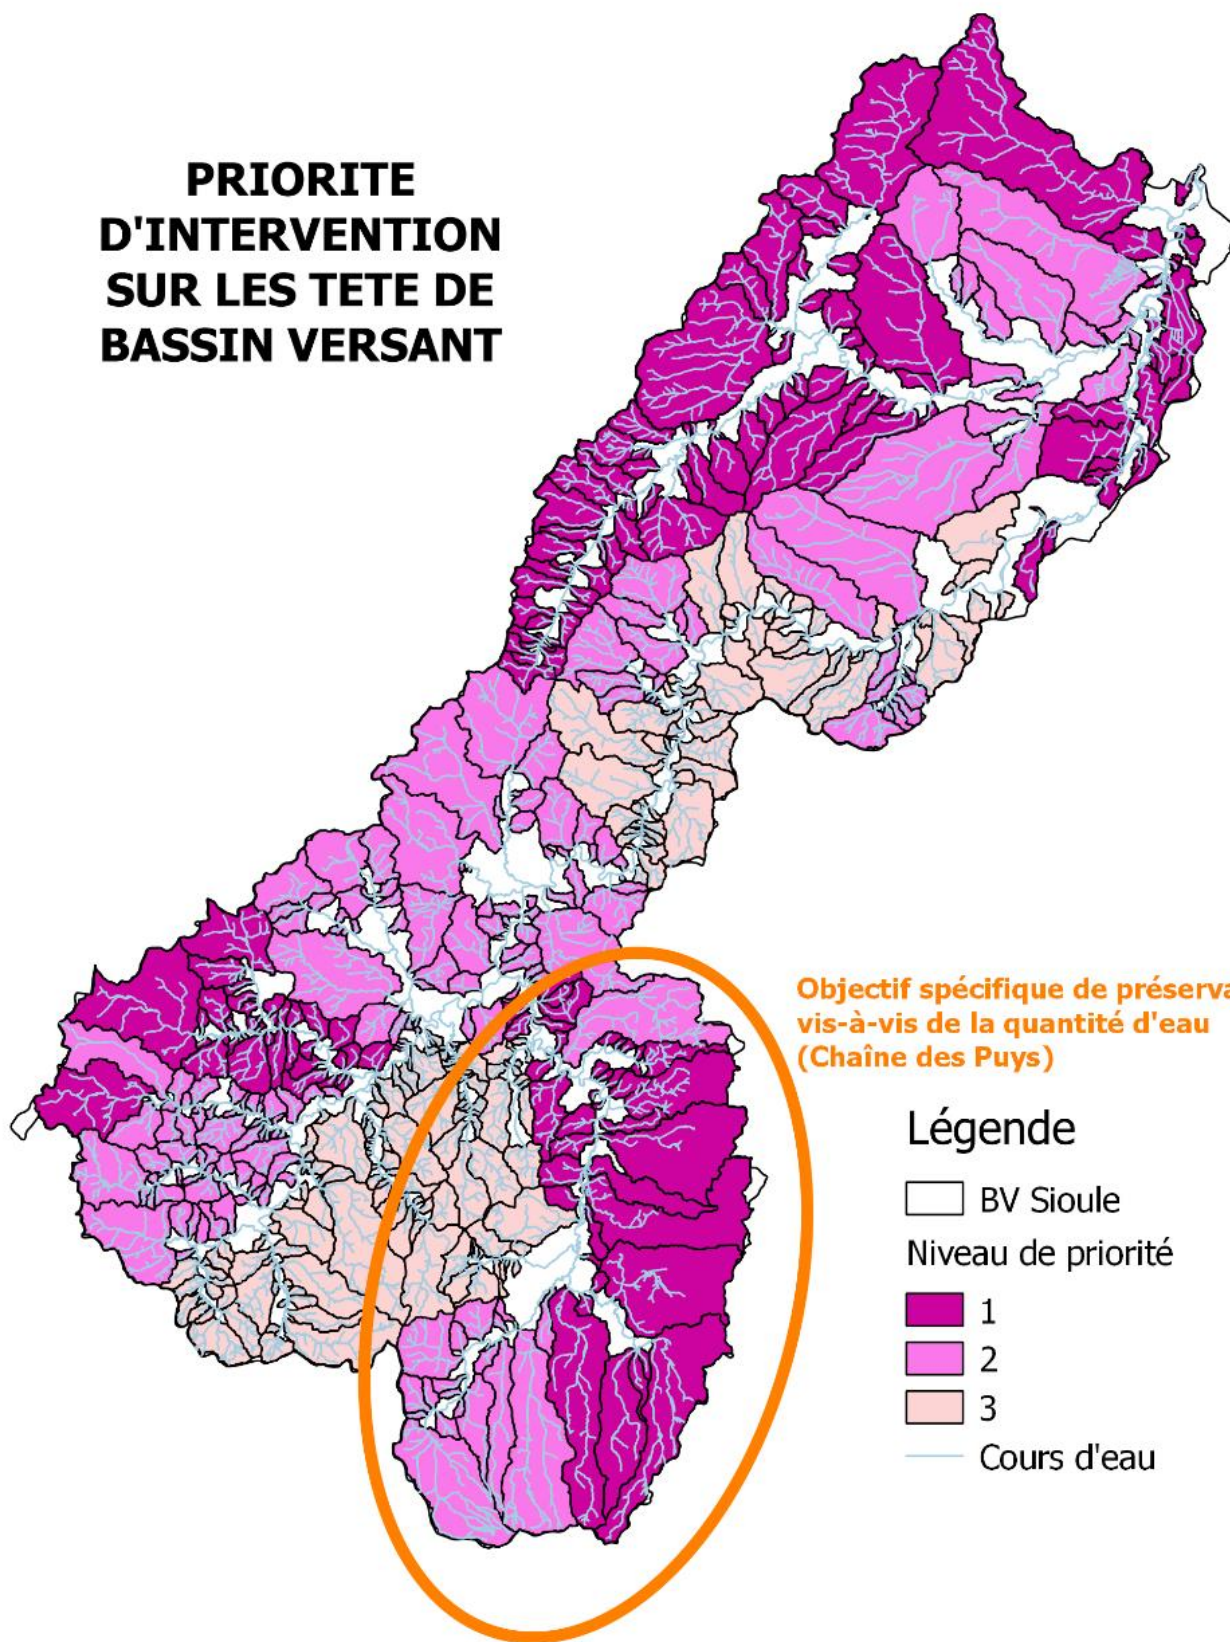 PRIORITE
D'INTERVENTION
SUR LES TETE DE
BASSIN VERSANT
Objectif spécifique de préserva
vis-à-vis de la quantité d'eau
(Chaîne des Puys)
Légende
BV Sioule
Niveau de priorité
1
2
3
Cours d'eau